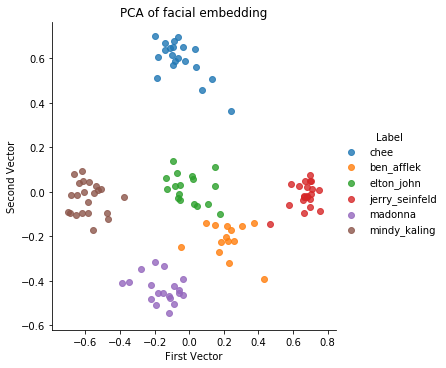 PCA of facial embedding
Second Vector
0.6
0.4
0.2
0.0
−0.2
−0.4
−0.6
−0.6 −0.4 −0.2 0.0 0.2 0.4 0.6 0.8
First Vector
Label
chee
ben_afflek
elton_john
jerry_seinfeld
madonna
mindy_kaling